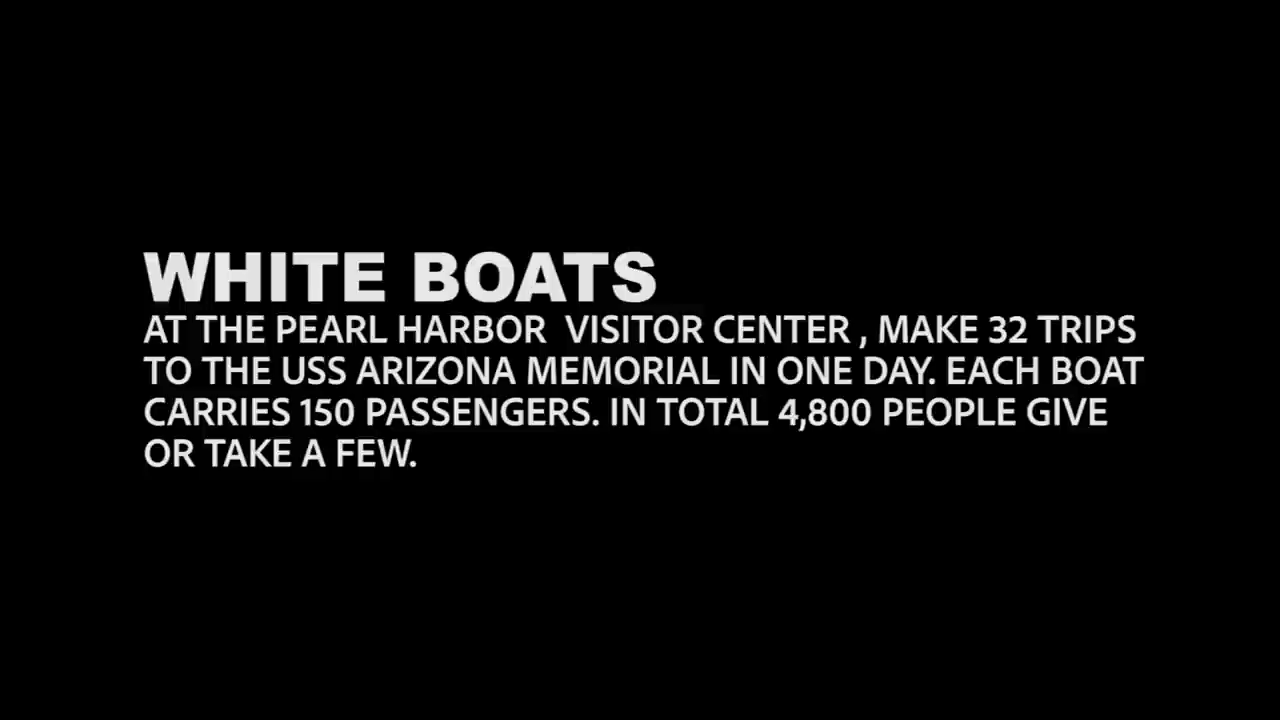 WHITE BOATS
AT THE PEARL HARBOR  VISITOR CENTER , MAKE 32 TRIPS
TO THE USS ARIZONA MEMORIAL IN ONE DAY. EACH BOAT
CARRIES 150 PASSENGERS. IN TOTAL 4,800 PEOPLE GIVE
OR TAKE A FEW.